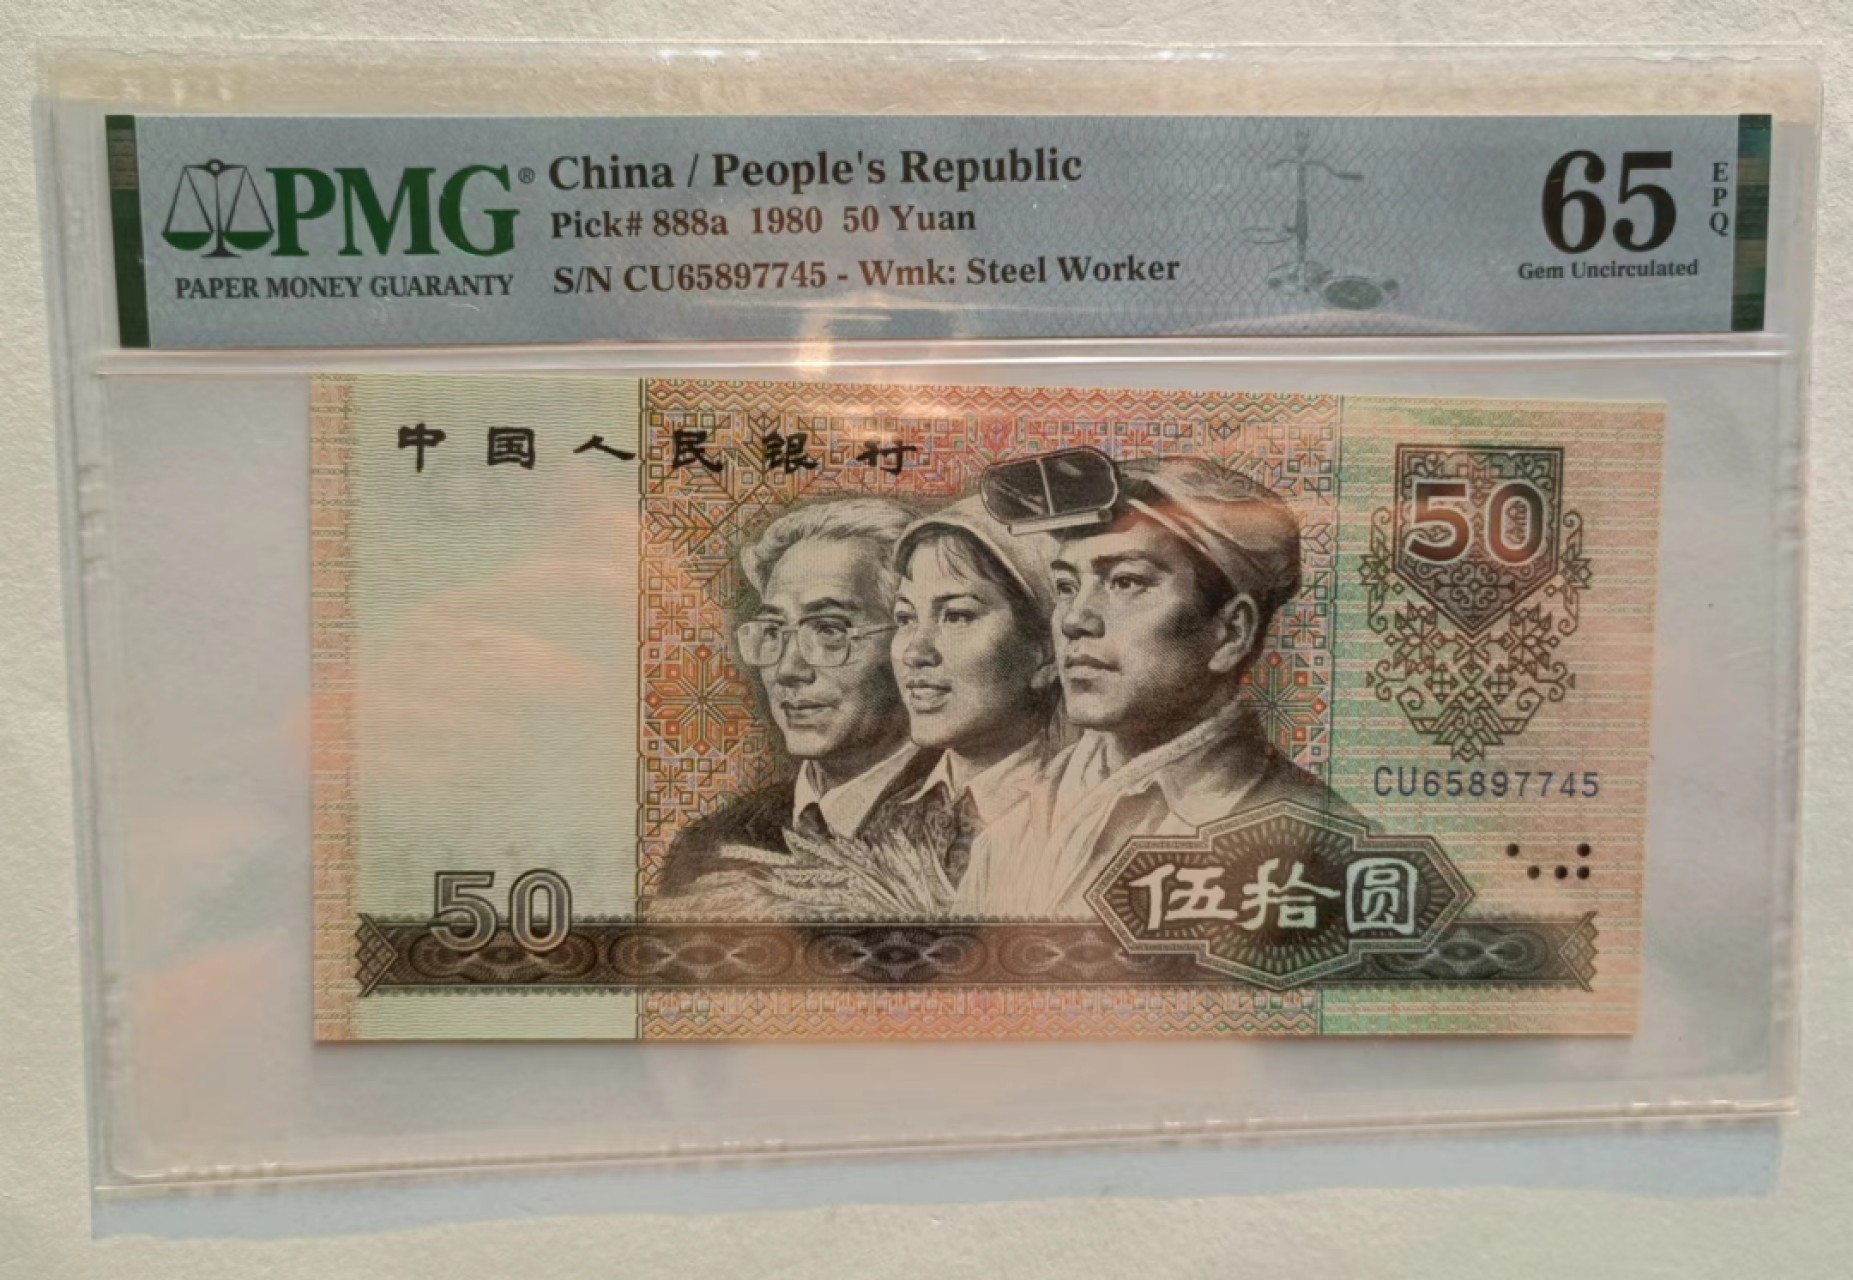 PMG® China / People's Republic
Pick# 888a 1980 50 Yuan
PAPER MONEY GUARANTY
S/N CU65897745 - Wmk: Steel Worker
65 EPQ
Gem Uncirculated
中国人民银行
50
CU65897745
50
伍拾圆